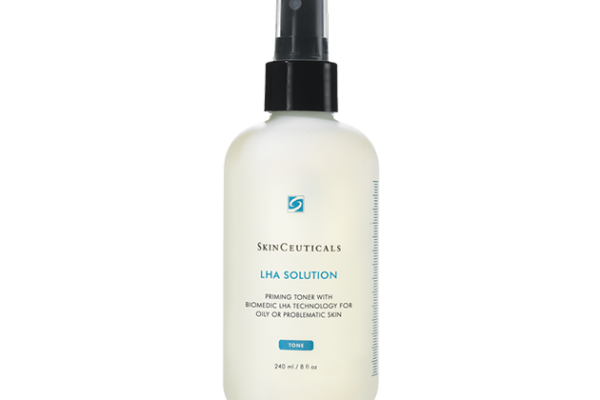 SKINCEUTICALS
LHA SOLUTION
PRIMING TONER WITH
BIOMEDIC LHA TECHNOLOGY FOR
OILY OR PROBLEMATIC SKIN
TONE
240 ml / 8 fl oz